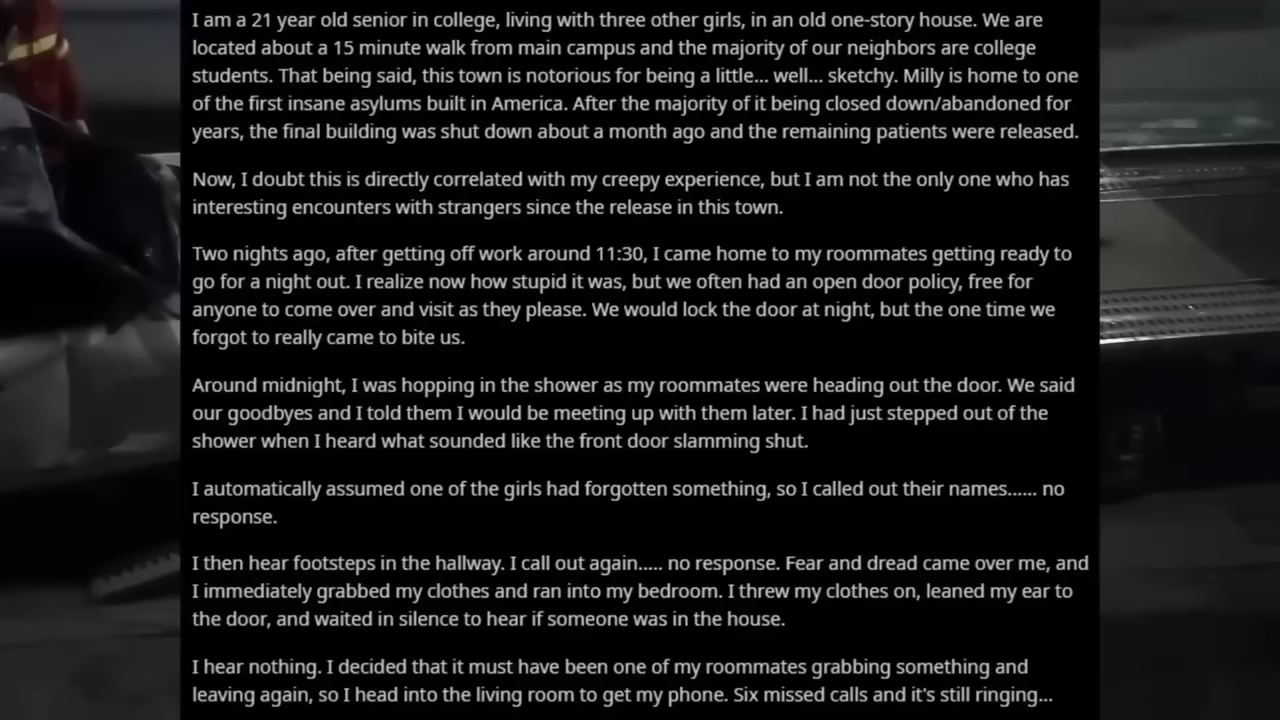 I am a 21 year old senior in college, living with three other girls, in an old one-story house. We are
located about a 15 minute walk from main campus and the majority of our neighbors are college
students. That being said, this town is notorious for being a little... well... sketchy. Milly is home to one
of the first insane asylums built in America. After the majority of it being closed down/abandoned for
years, the final building was shut down about a month ago and the remaining patients were released.
Now, I doubt this is directly correlated with my creepy experience, but I am not the only one who has
interesting encounters with strangers since the release in this town.
Two nights ago, after getting off work around 11:30, I came home to my roommates getting ready to
go for a night out. I realize now how stupid it was, but we often had an open door policy, free for
anyone to come over and visit as they please. We would lock the door at night, but the one time we
forgot to really came to bite us.
Around midnight, I was hopping in the shower as my roommates were heading out the door. We said
our goodbyes and I told them I would be meeting up with them later. I had just stepped out of the
shower when I heard what sounded like the front door slamming shut.
I automatically assumed one of the girls had forgotten something, so I called out their names...... no
response.
I then hear footsteps in the hallway. I call out again..... no response. Fear and dread came over me, and
I immediately grabbed my clothes and ran into my bedroom. I threw my clothes on, leaned my ear to
the door, and waited in silence to hear if someone was in the house.
I hear nothing. I decided that it must have been one of my roommates grabbing something and
leaving again, so I head into the living room to get my phone. Six missed calls and it's still ringing...